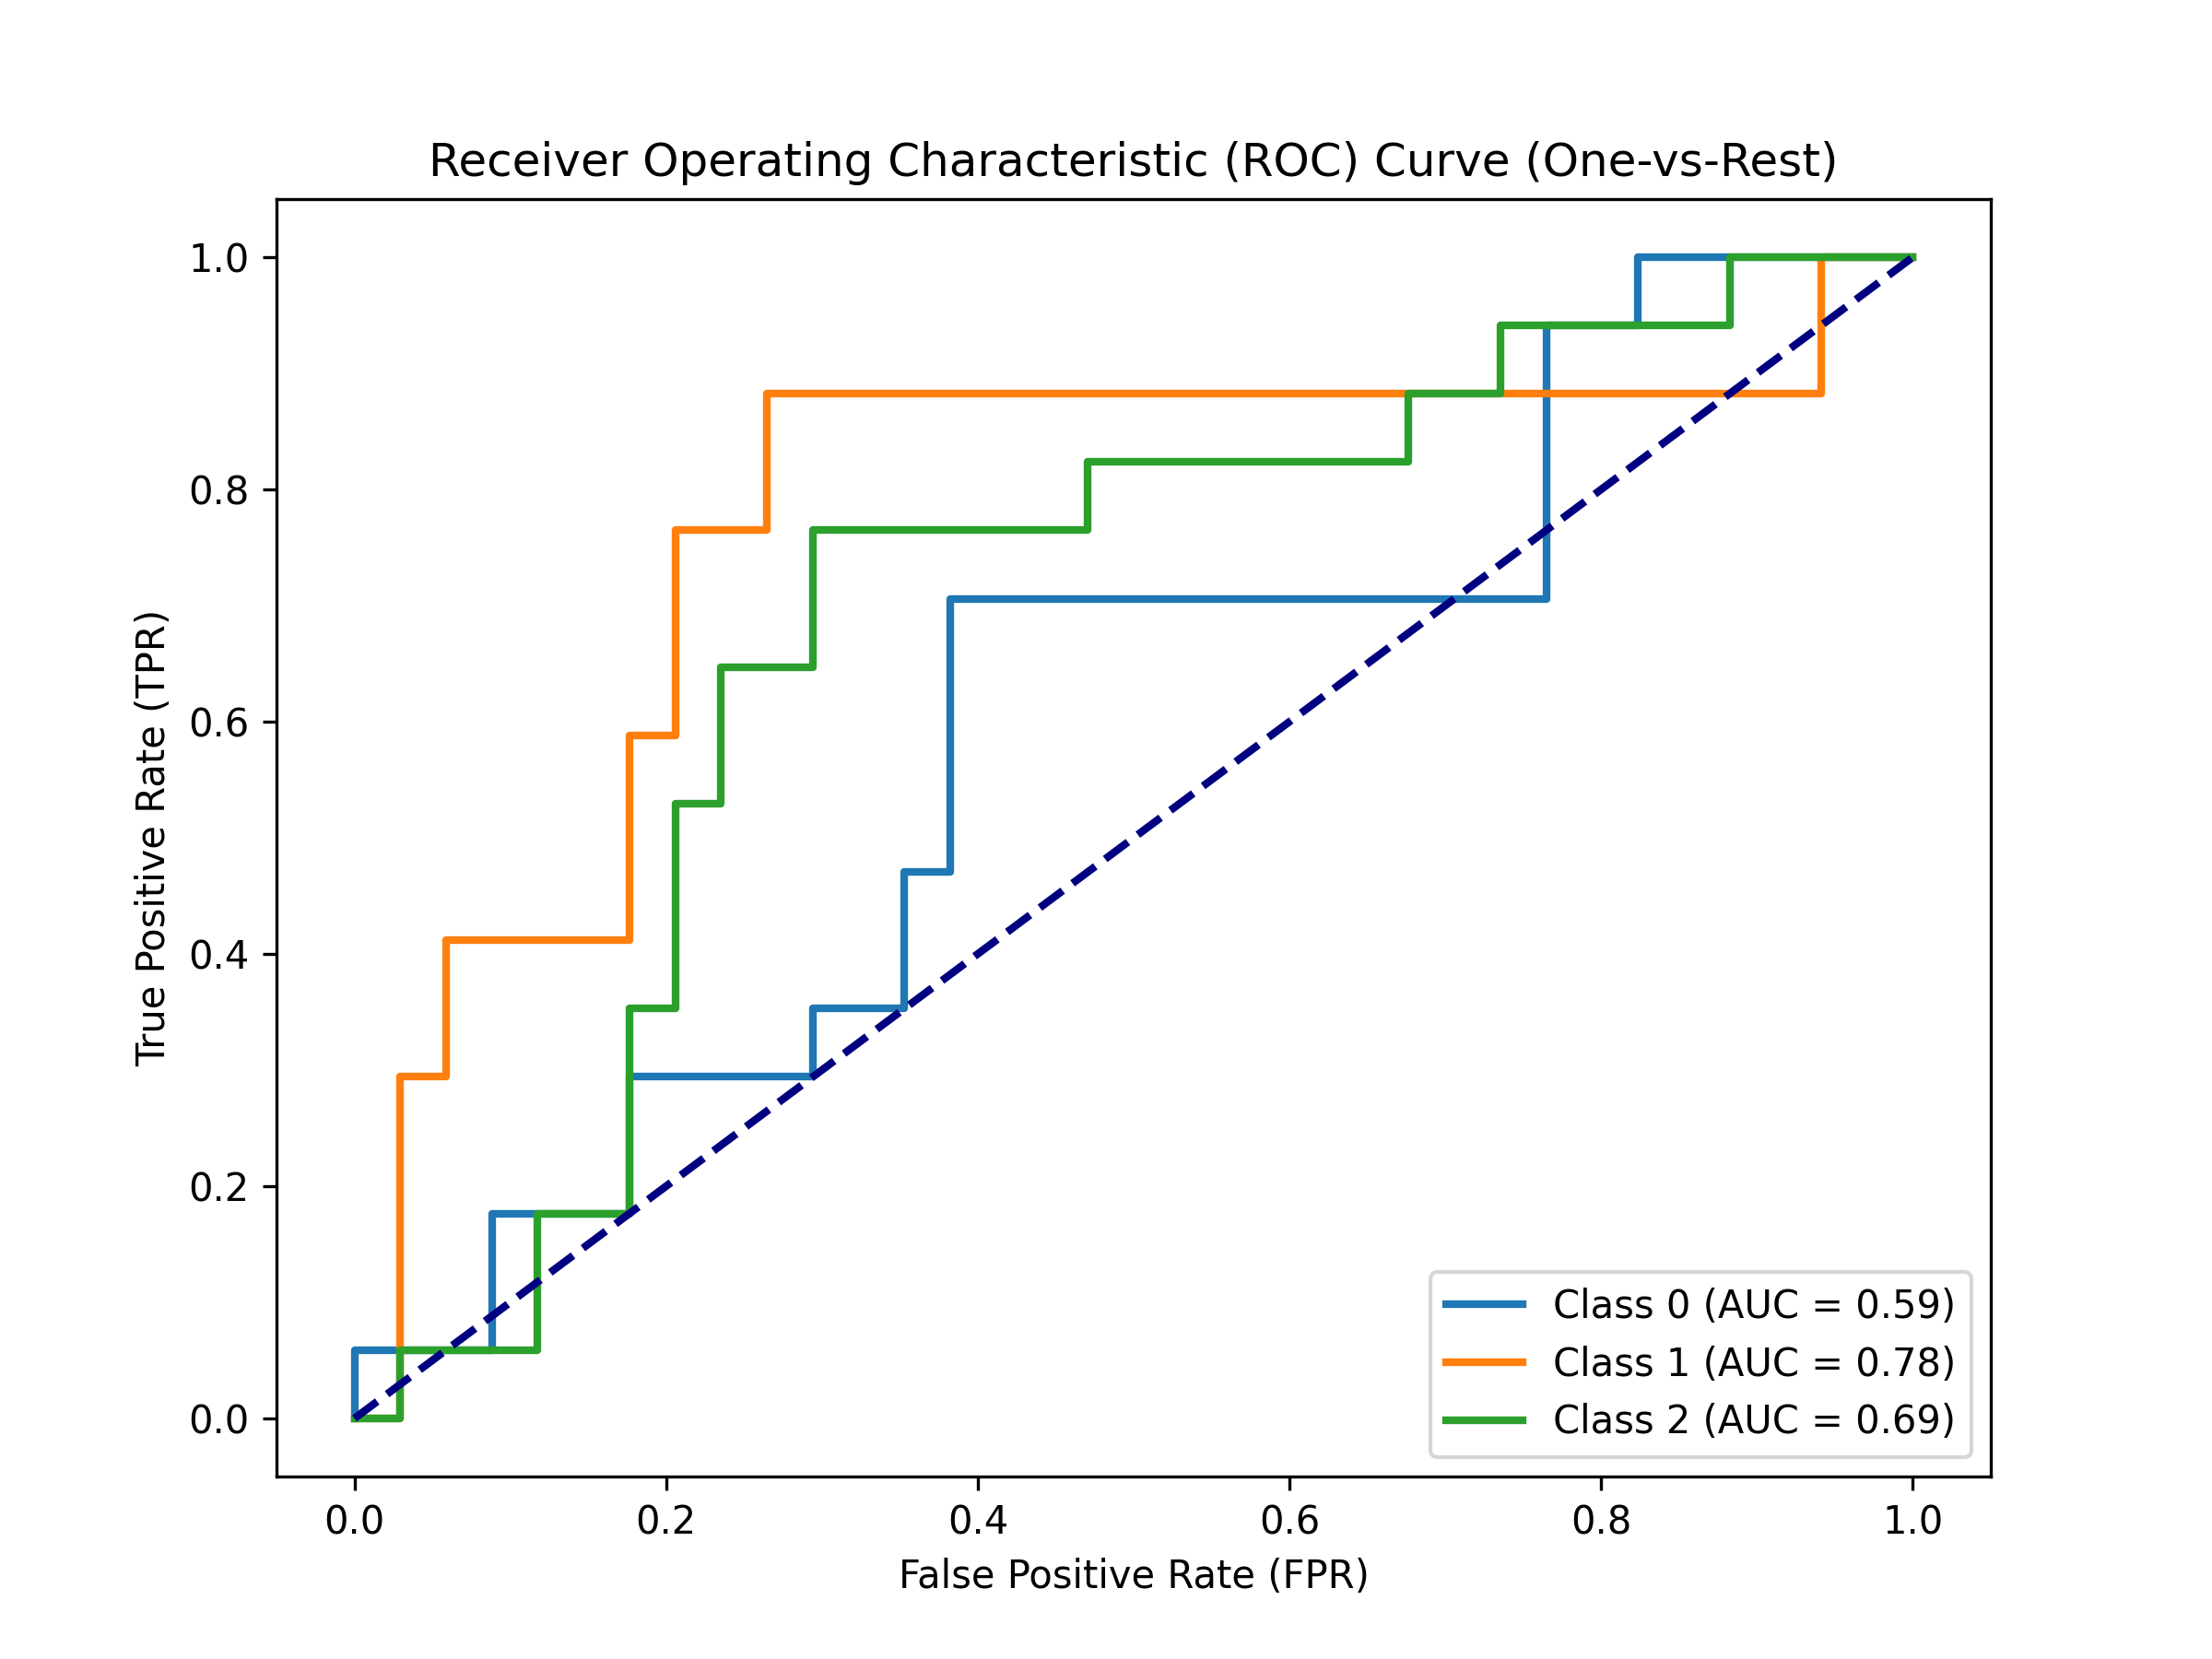 Receiver Operating Characteristic (ROC) Curve (One-vs-Rest)
True Positive Rate (TPR)
1.0
0.8
0.6
0.4
0.2
0.0
Class 0 (AUC = 0.59)
Class 1 (AUC = 0.78)
Class 2 (AUC = 0.69)
0.0 0.2 0.4 0.6 0.8 1.0
False Positive Rate (FPR)